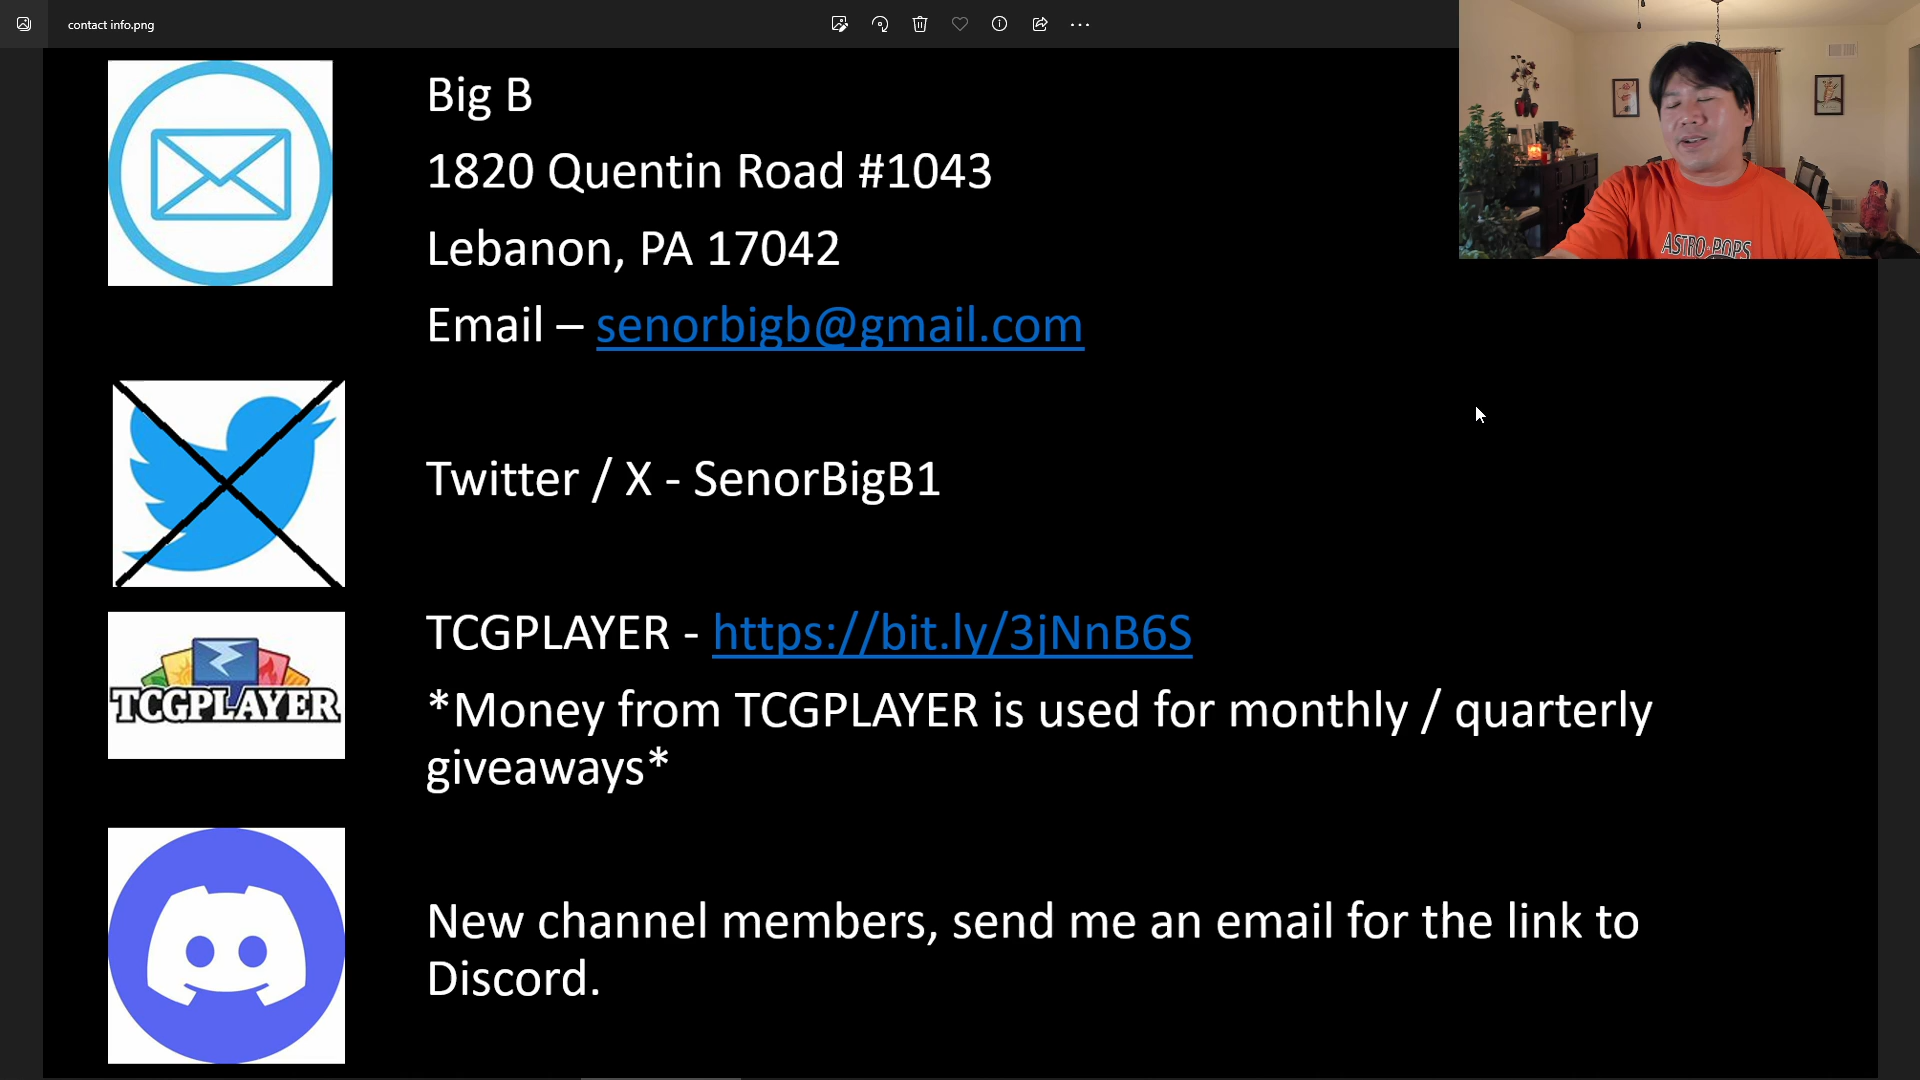 contact info.png
Big B
1820 Quentin Road #1043
Lebanon, PA 17042
Email – senorbigb@gmail.com
Twitter / X - SenorBigB1
TCGPLAYER
TCGPLAYER - https://bit.ly/3jNnB6S
*Money from TCGPLAYER is used for monthly / quarterly
giveaways*
New channel members, send me an email for the link to
Discord.
ASTRO-POPS